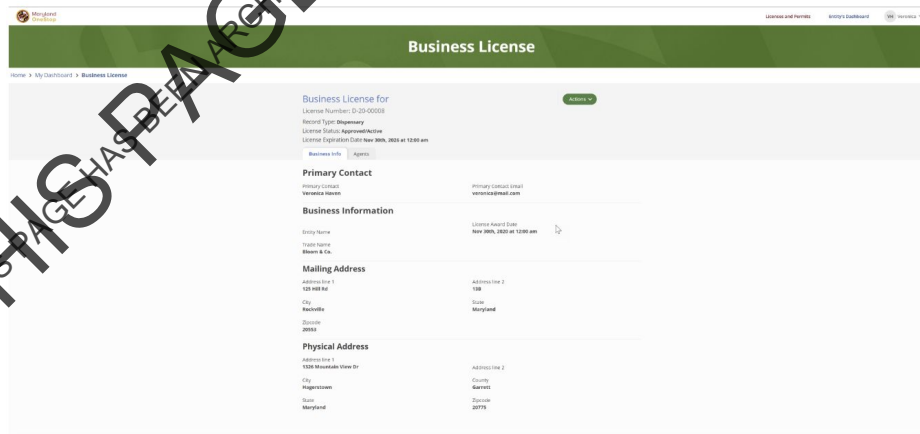 Maryland
OneStop
Licenses and Permits
Entity's Dashboard
VH Veronica
Business License
Home > My Dashboard > Business License
Business License for
Actions
License Number: D-20-00008
Record Type: Dispensary
License Status: Approved/Active
License Expiration Date Nov 30th, 2026 at 12:00 am
Business Info
Agents
Primary Contact
Primary Contact
Veronica Haven
Primary Contact Email
veronica@mail.com
Business Information
Entity Name
License Award Date
Nov 30th, 2020 at 12:00 am
Trade Name
Bloom & Co.
Mailing Address
Address line 1
125 Hill Rd
Address line 2
13B
City
Rockville
State
Maryland
Zipcode
20553
Physical Address
Address line 1
1326 Mountain View Dr
Address line 2
City
Hagerstown
County
Garrett
State
Maryland
Zipcode
20775
THIS PAGE
PAGE HAS BEEN ARCH